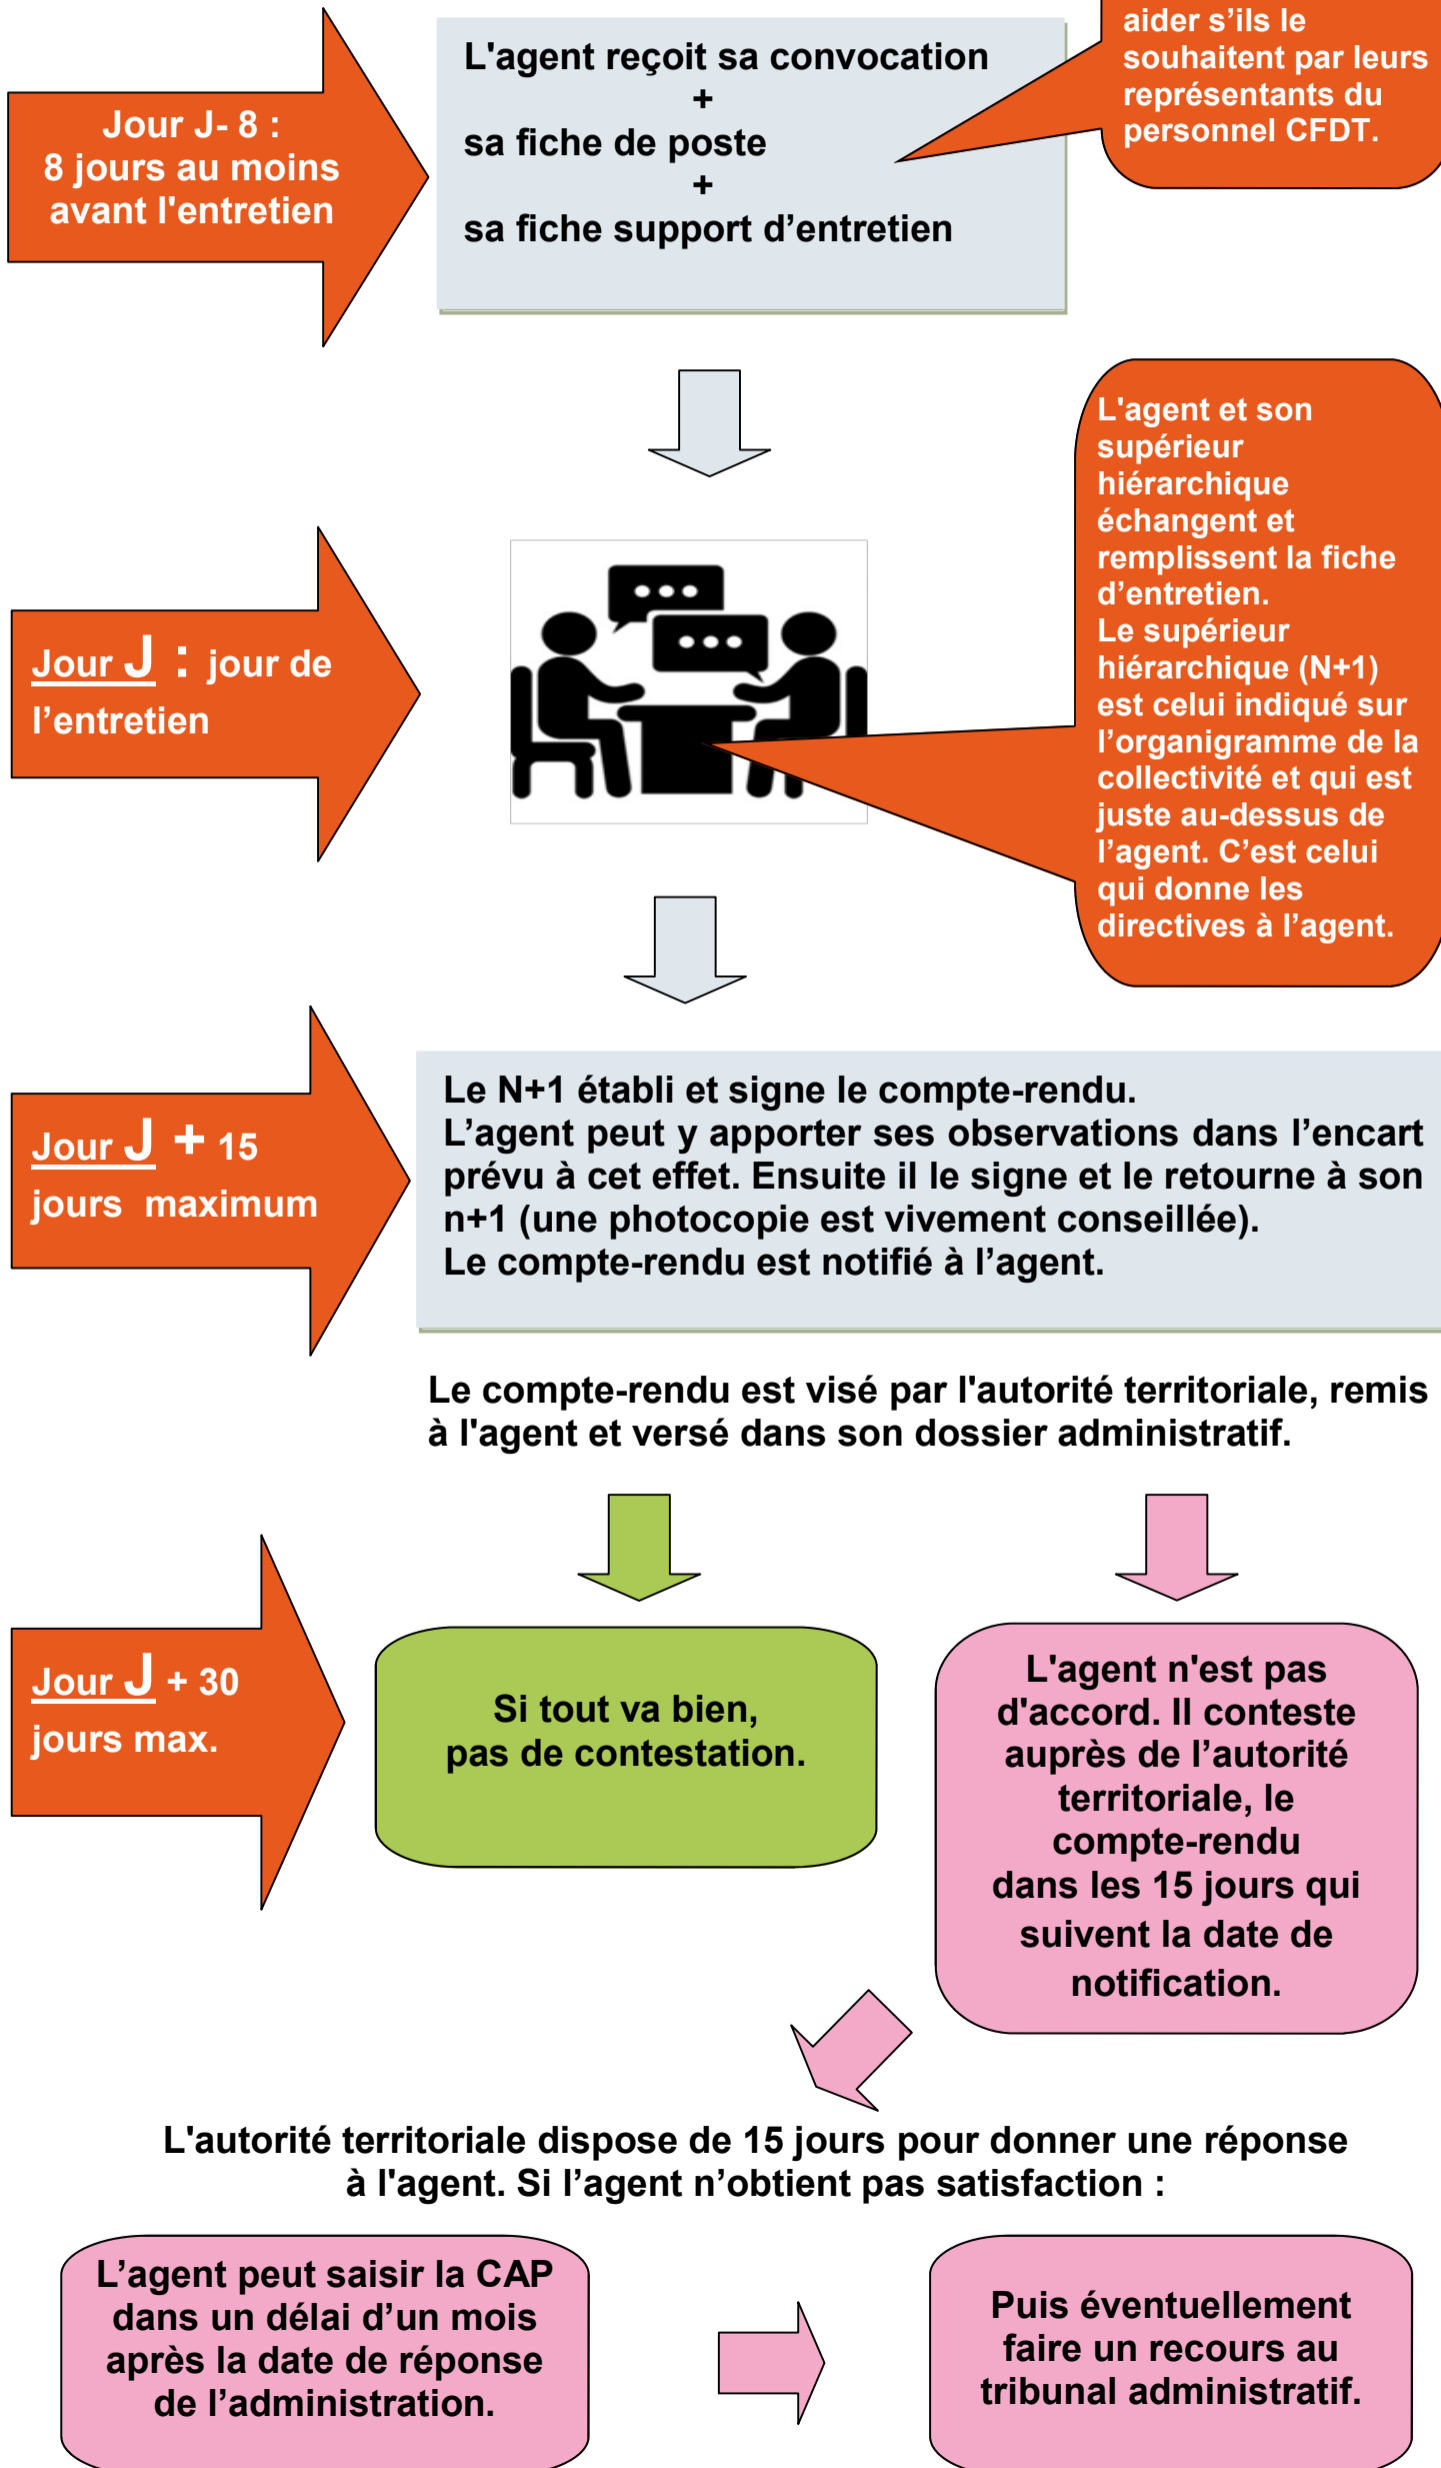 aider s’ils le
souhaitent par leurs
représentants du
personnel CFDT.
Jour J- 8 :
8 jours au moins
avant l'entretien
L'agent reçoit sa convocation
+
sa fiche de poste
+
sa fiche support d’entretien
Jour J : jour de
l’entretien
L'agent et son
supérieur
hiérarchique
échangent et
remplissent la fiche
d’entretien.
Le supérieur
hiérarchique (N+1)
est celui indiqué sur
l’organigramme de la
collectivité et qui est
juste au-dessus de
l’agent. C’est celui
qui donne les
directives à l’agent.
Jour J + 15
jours maximum
Le N+1 établi et signe le compte-rendu.
L’agent peut y apporter ses observations dans l’encart
prévu à cet effet. Ensuite il le signe et le retourne à son
n+1 (une photocopie est vivement conseillée).
Le compte-rendu est notifié à l’agent.
Le compte-rendu est visé par l'autorité territoriale, remis
à l'agent et versé dans son dossier administratif.
Jour J + 30
jours max.
Si tout va bien,
pas de contestation.
L'agent n'est pas
d'accord. Il conteste
auprès de l’autorité
territoriale, le
compte-rendu
dans les 15 jours qui
suivent la date de
notification.
L'autorité territoriale dispose de 15 jours pour donner une réponse
à l'agent. Si l’agent n’obtient pas satisfaction :
L’agent peut saisir la CAP
dans un délai d’un mois
après la date de réponse
de l’administration.
Puis éventuellement
faire un recours au
tribunal administratif.